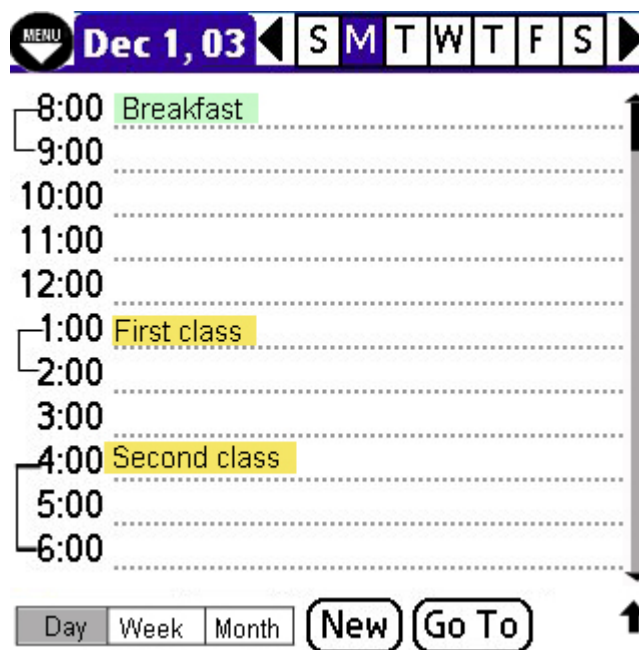 MENU Dec 1, 03 S M T W T F S
8:00 Breakfast
9:00
10:00
11:00
12:00
1:00 First class
2:00
3:00
4:00 Second class
5:00
6:00
Day Week Month New Go To